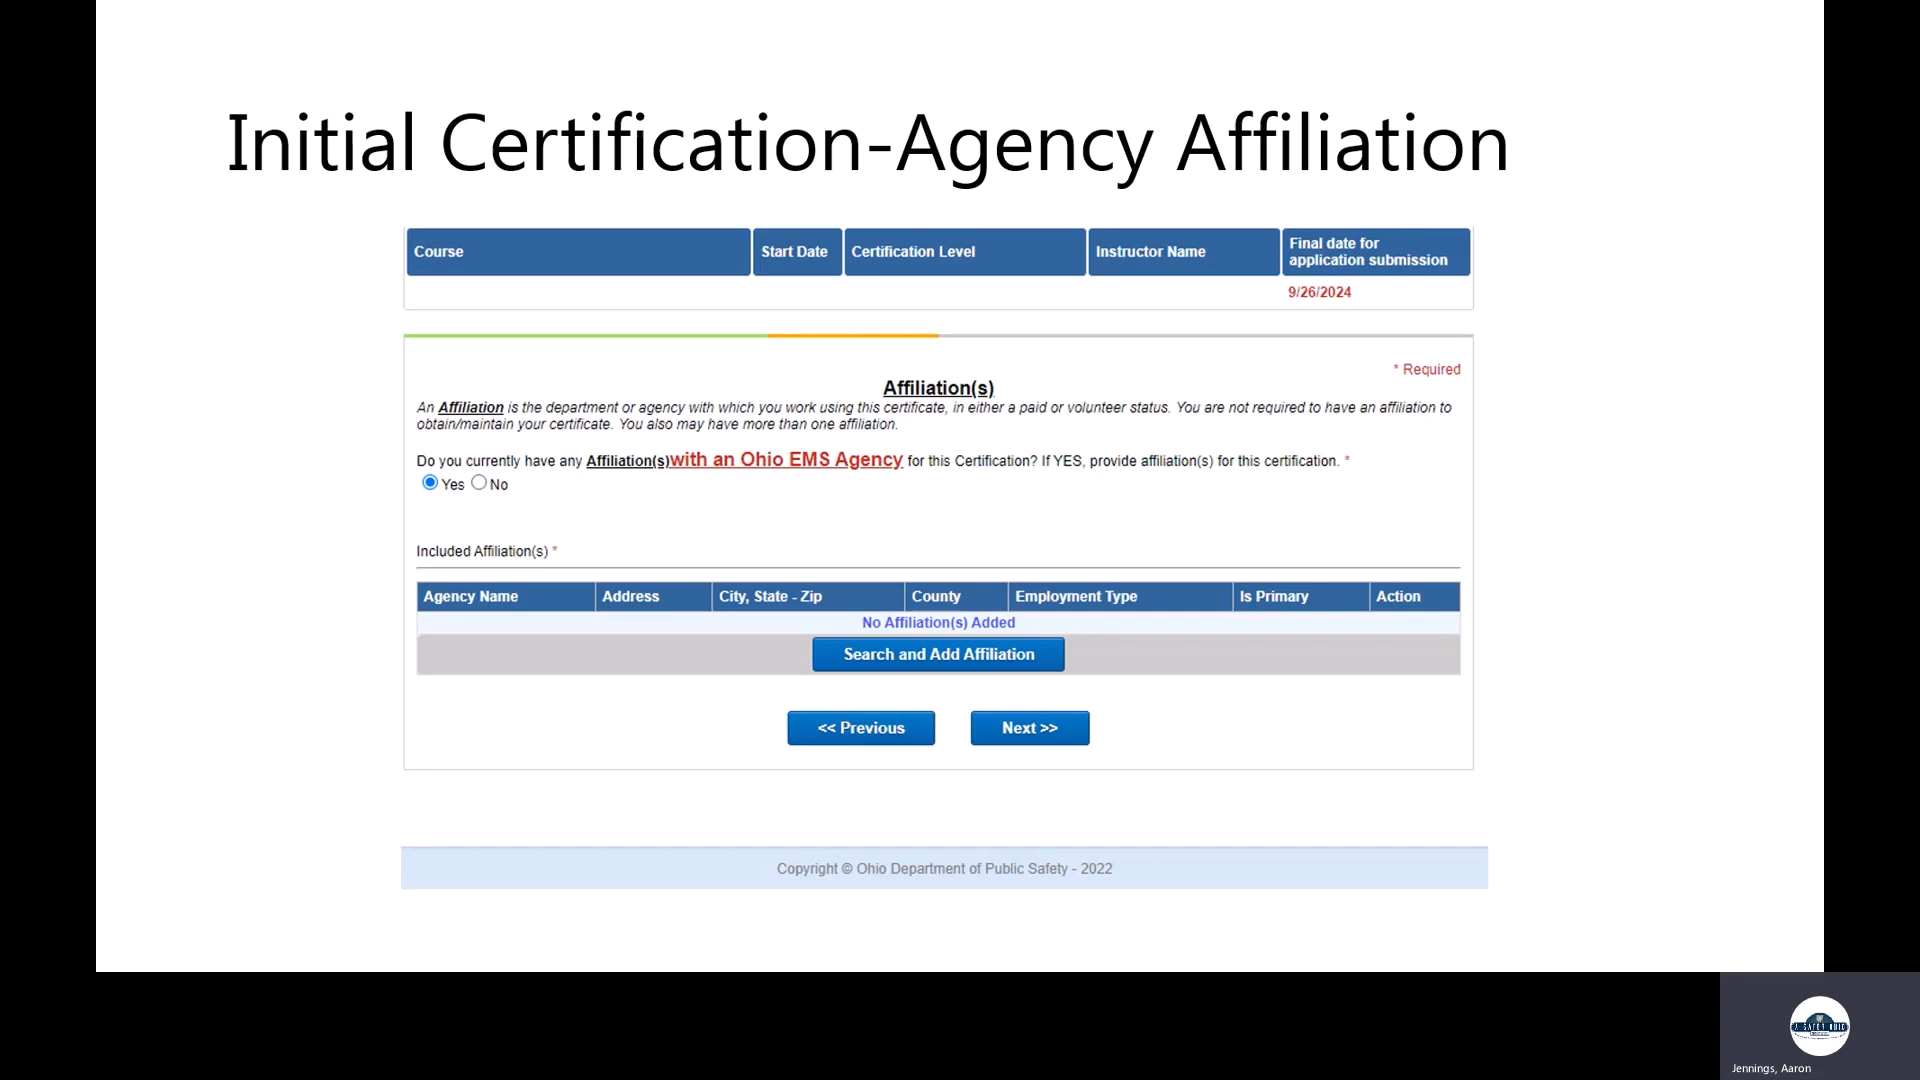 Initial Certification-Agency Affiliation
Course
Start Date
Certification Level
Instructor Name
Final date for
application submission
9/26/2024
* Required
Affiliation(s)
An Affiliation is the department or agency with which you work using this certificate, in either a paid or volunteer status. You are not required to have an affiliation to
obtain/maintain your certificate. You also may have more than one affiliation.
Do you currently have any Affiliation(s)with an Ohio EMS Agency for this Certification? If YES, provide affiliation(s) for this certification. *
Yes No
Included Affiliation(s) *
Agency Name
Address
City, State - Zip
County
Employment Type
Is Primary
Action
No Affiliation(s) Added
Search and Add Affiliation
<< Previous
Next >>
Copyright © Ohio Department of Public Safety - 2022
Jennings, Aaron